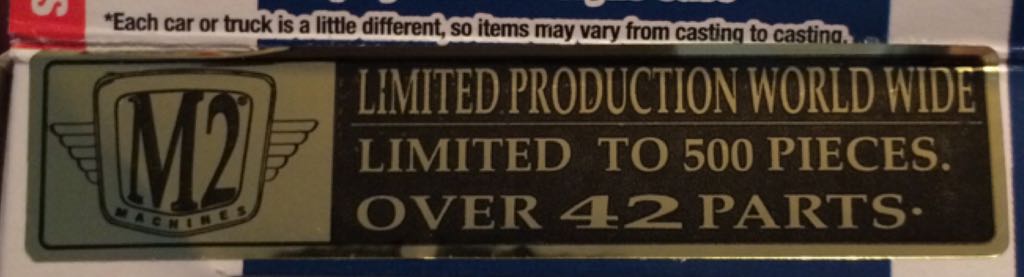 *Each car or truck is a little different, so items may vary from casting to casting.
M2
MACHINES
LIMITED PRODUCTION WORLD WIDE
LIMITED TO 500 PIECES.
OVER 42 PARTS.